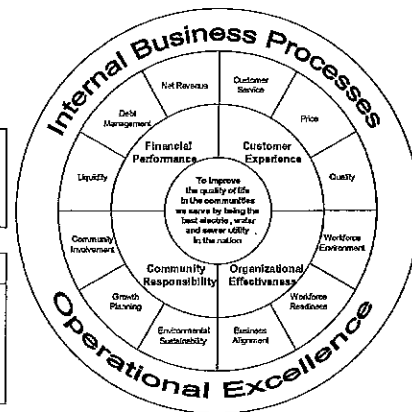 Internal Business Processes
Net Revenue
Customer
Service
Debt
Management
Price
Financial
Performance
Customer
Experience
Liquidity
Quality
To improve
the quality of life
in the communities
we serve by being the
best electric, water
and sewer utility
in the nation
Community
Involvement
Workforce
Environment
Community
Responsibility
Organizational
Effectiveness
Growth
Planning
Workforce
Readiness
Environmental
Sustainability
Business
Alignment
Operational Excellence